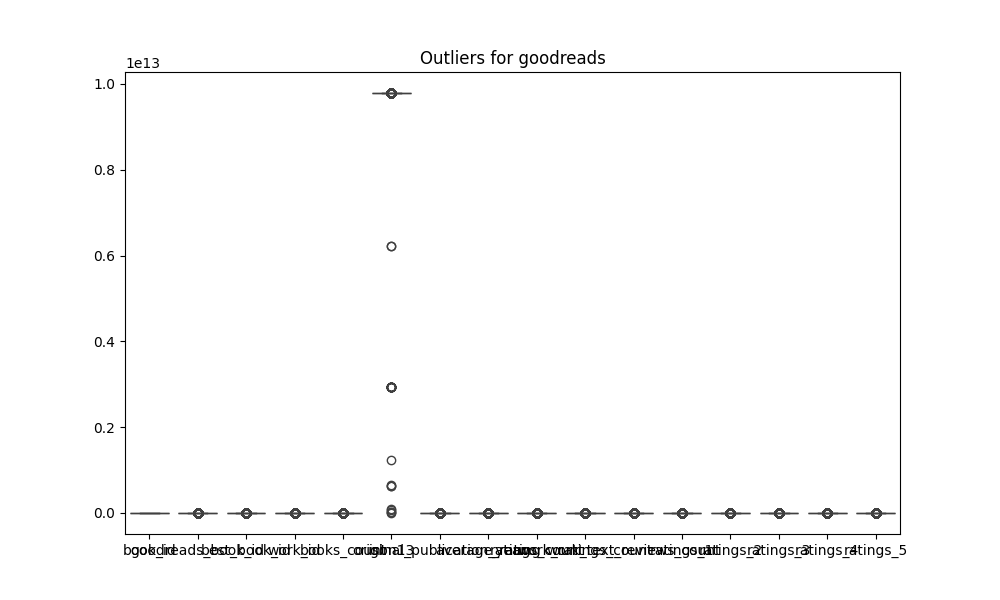 Outliers for goodreads
1e13
1.0
0.8
0.6
0.4
0.2
0.0
book_id goodreads_book_id best_book_id work_id books_count isbn13 original_publication_year average_rating ratings_count work_ratings_count work_text_reviews_count ratings_1 ratings_2 ratings_3 ratings_4 ratings_5